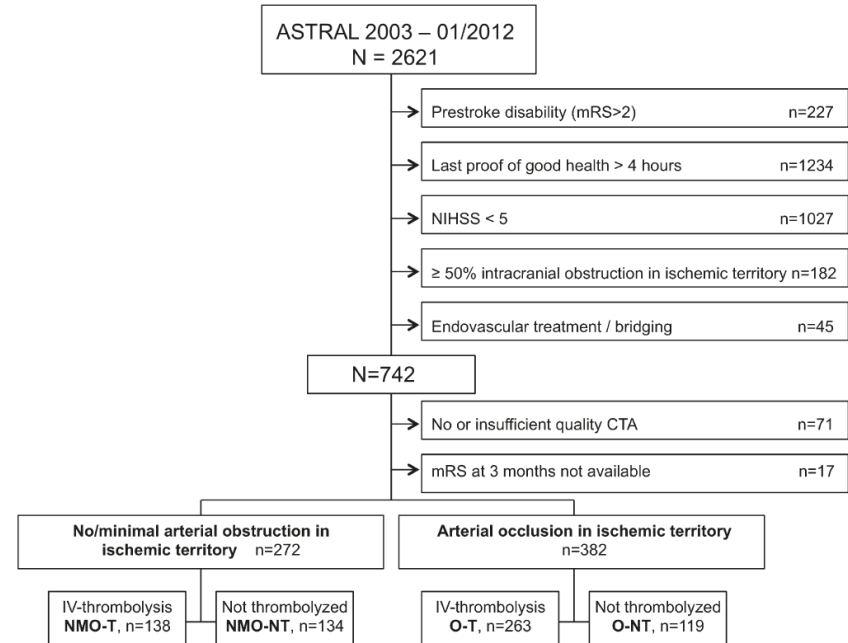 ASTRAL 2003 – 01/2012
N = 2621
Prestroke disability (mRS>2) n=227
Last proof of good health > 4 hours n=1234
NIHSS < 5 n=1027
≥ 50% intracranial obstruction in ischemic territory n=182
Endovascular treatment / bridging n=45
N=742
No or insufficient quality CTA n=71
mRS at 3 months not available n=17
No/minimal arterial obstruction in
ischemic territory n=272
Arterial occlusion in ischemic territory
n=382
IV-thrombolysis
NMO-T, n=138
Not thrombolyzed
NMO-NT, n=134
IV-thrombolysis
O-T, n=263
Not thrombolyzed
O-NT, n=119